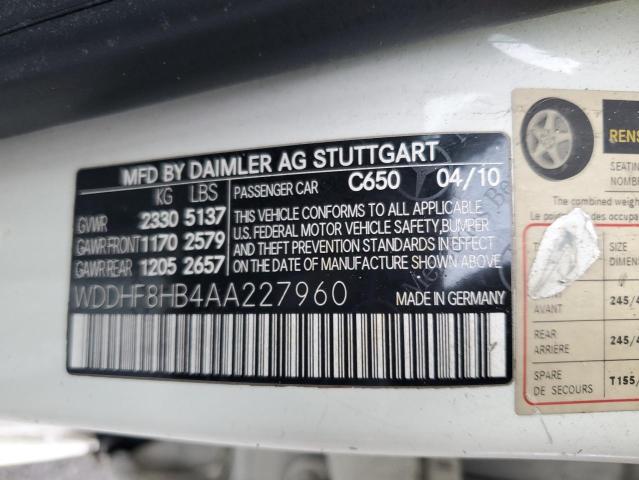 MFD BY DAIMLER AG STUTTGART
KG LBS
PASSENGER CAR C650 04/10
GVWR 2330 5137
GAWR FRONT 1170 2579
GAWR REAR 1205 2657
THIS VEHICLE CONFORMS TO ALL APPLICABLE
U.S. FEDERAL MOTOR VEHICLE SAFETY, BUMPER
AND THEFT PREVENTION STANDARDS IN EFFECT
ON THE DATE OF MANUFACTURE SHOWN ABOVE
WDDHF8HB4AA227960 MADE IN GERMANY
RENS
SEATIN
NOMBR
The combined weigh
Le poids
TIRE SIZE
DIMEN
AVANT 245/4
REAR
ARRIÈRE 245/4
SPARE
DE SECOURS T155/